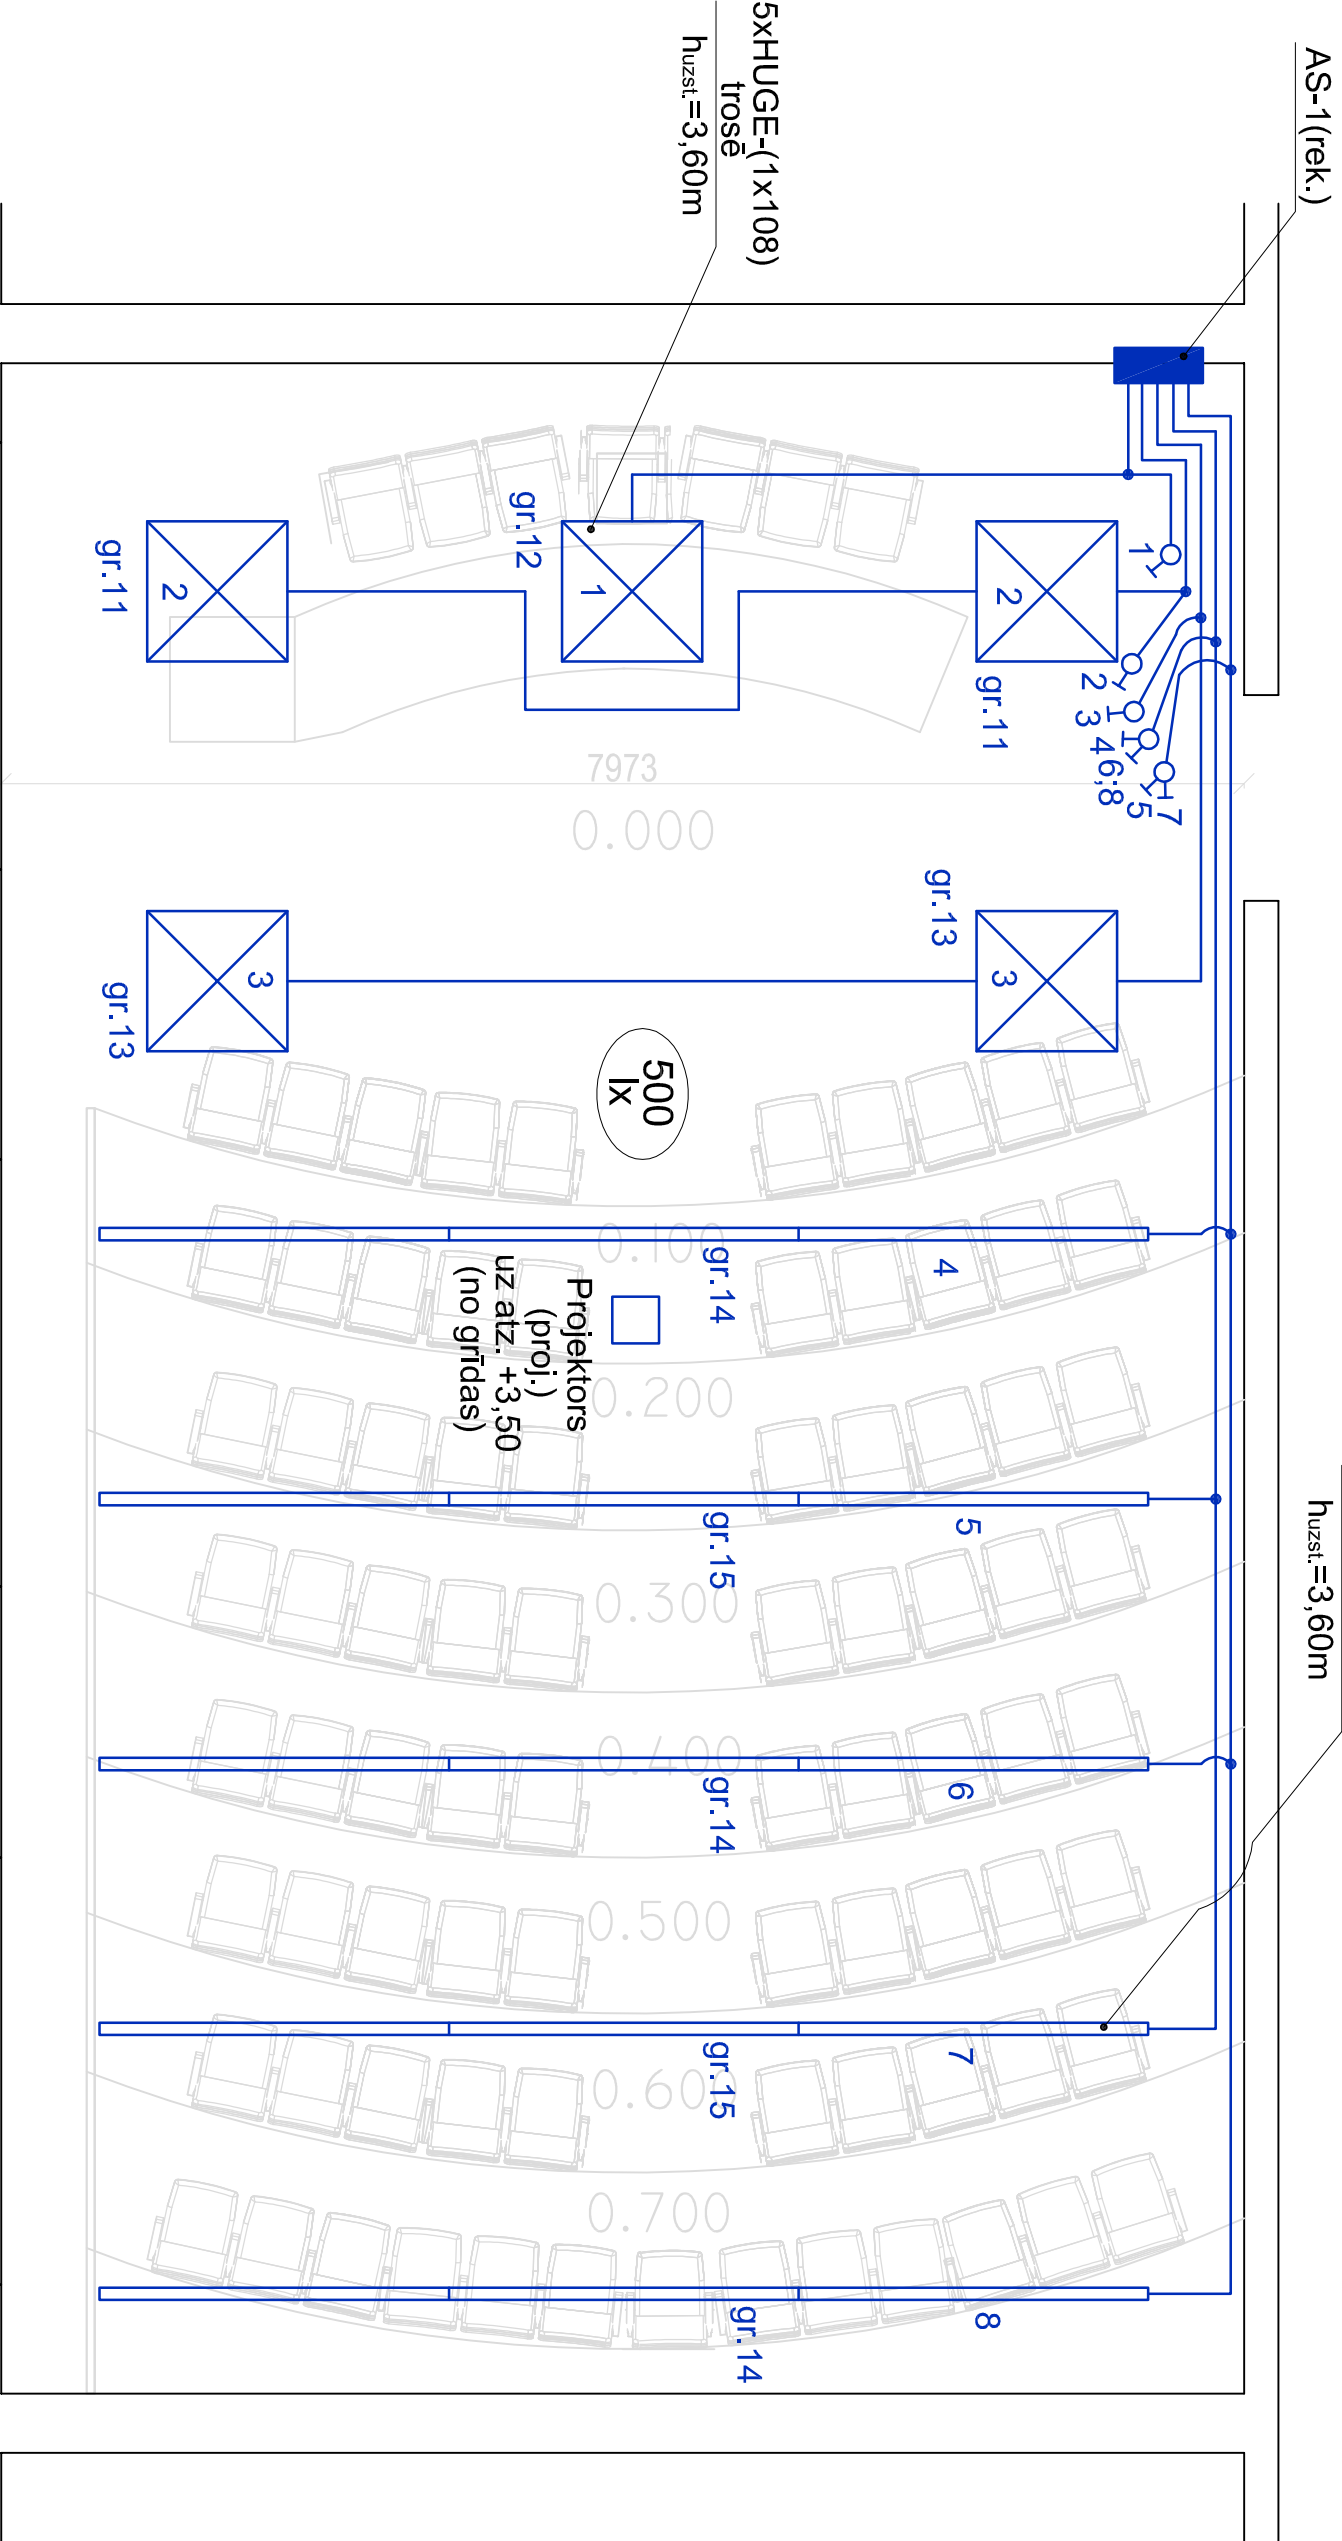 AS-1(rek.)
5xHUGE-(1x108)
trosē
huzst.=3,60m
gr.12
1
gr.11
2
2
gr.11
1
2
3
4
6;8
5
7
7973
0.000
gr.13
3
gr.13
3
500
lx
0.100
gr.14
4
Projektors
(proj.)
uz atz. +3,50
(no grīdas)
0.200
gr.15
5
huzst.=3,60m
0.300
0.400
gr.14
6
0.500
0.600
gr.15
7
0.700
gr.14
8